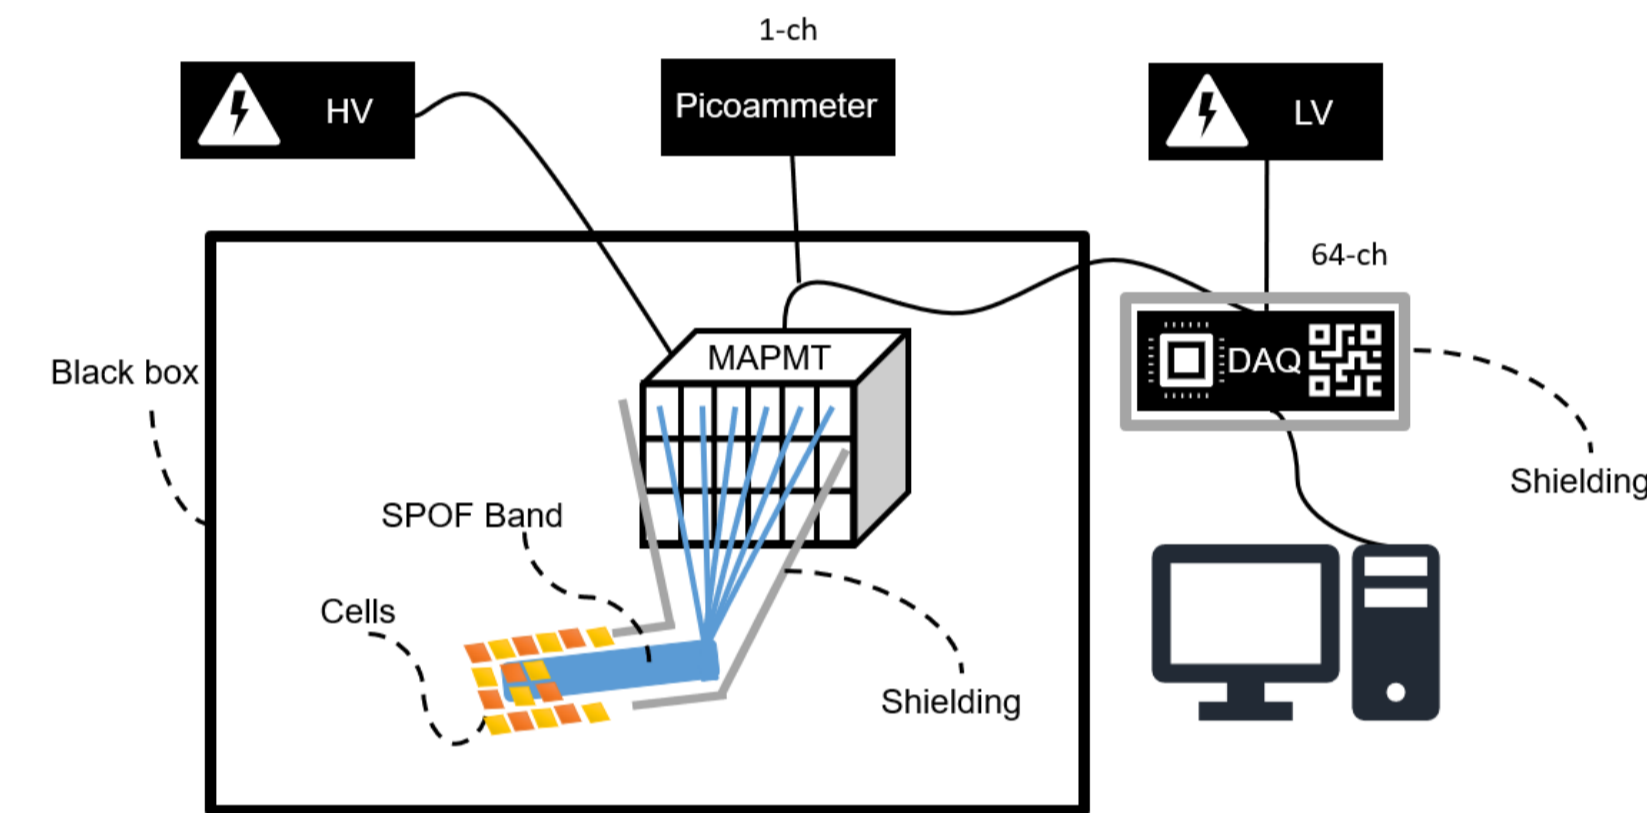 1-ch
HV
Picoammeter
LV
64-ch
MAPMT
DAQ
Black box
Shielding
SPOF Band
Cells
Shielding